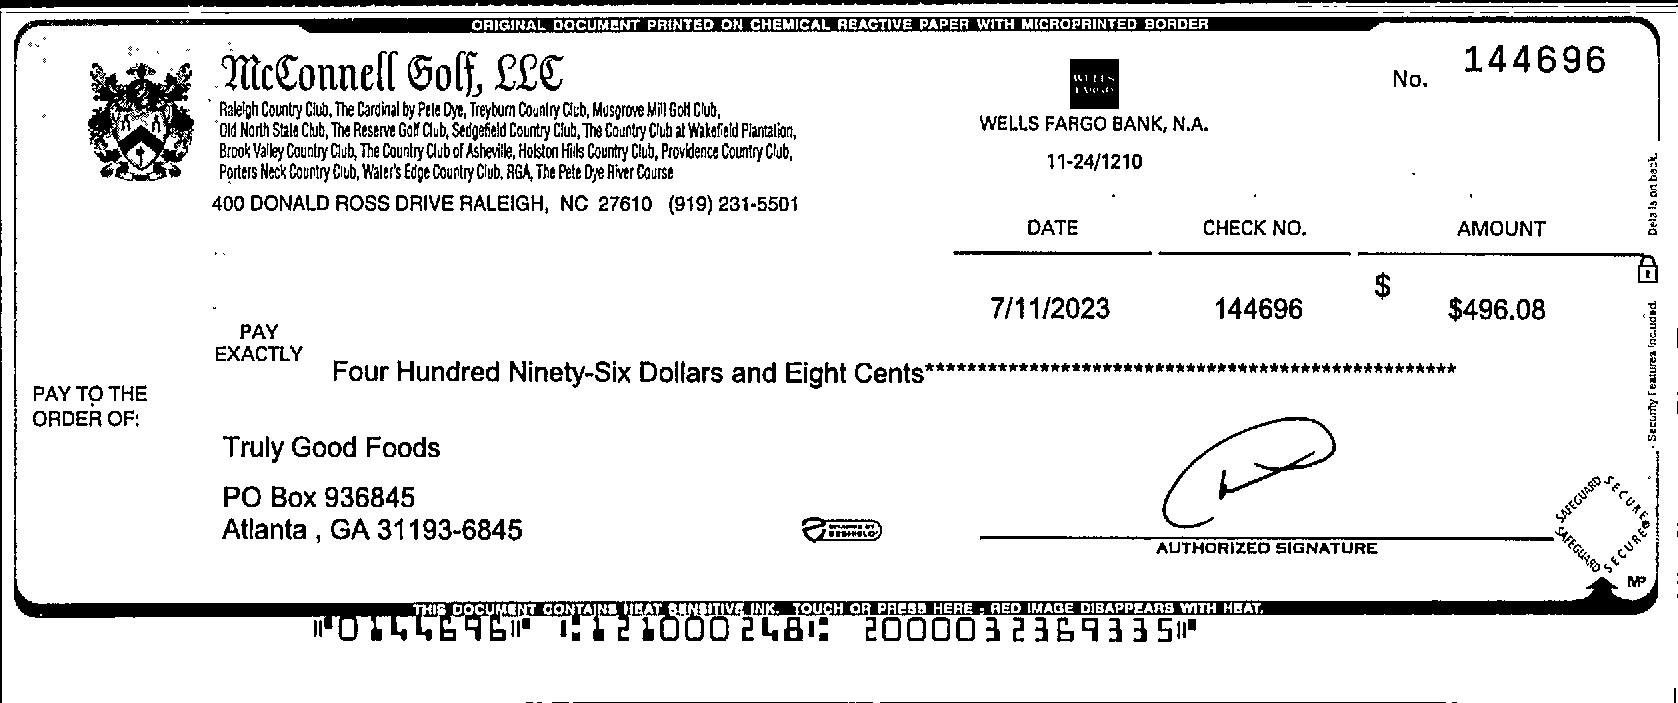 ORIGINAL DOCUMENT PRINTED ON CHEMICAL REACTIVE PAPER WITH MICROPRINTED BORDER
McConnell Golf, LLC
Raleigh Country Club, The Cardinal by Pete Dye, Treyburn Country Club, Musgrove Mill Golf Club,
Old North State Club, The Reserve Golf Club, Sedgefield Country Club, The Country Club at Wakefield Plantation,
Brook Valley Country Club, The Country Club of Asheville, Holston Hills Country Club, Providence Country Club,
Porters Neck Country Club, Water's Edge Country Club, RGA, The Pete Dye River Course
400 DONALD ROSS DRIVE RALEIGH, NC 27610 (919) 231-5501
WELLS
FARGO
WELLS FARGO BANK, N.A.
11-24/1210
No. 144696
DATE CHECK NO. AMOUNT
7/11/2023 144696 $ $496.08
PAY
EXACTLY
Four Hundred Ninety-Six Dollars and Eight Cents**************************************************
PAY TO THE
ORDER OF:
Truly Good Foods
PO Box 936845
Atlanta , GA 31193-6845
AUTHORIZED SIGNATURE
SAFEGUARD SECURE
SAFEGUARD SECURE
MP
Security Features Included. Details on back.
THIS DOCUMENT CONTAINS HEAT SENSITIVE INK. TOUCH OR PRESS HERE - RED IMAGE DISAPPEARS WITH HEAT.
⑈0144696⑈ ⑆121000248⑆ 2000032369335⑈